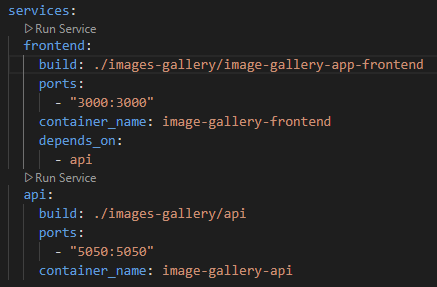 services:
▷Run Service
  frontend:
    build: ./images-gallery/image-gallery-app-frontend
    ports:
      - "3000:3000"
    container_name: image-gallery-frontend
    depends_on:
      - api
▷Run Service
  api:
    build: ./images-gallery/api
    ports:
      - "5050:5050"
    container_name: image-gallery-api